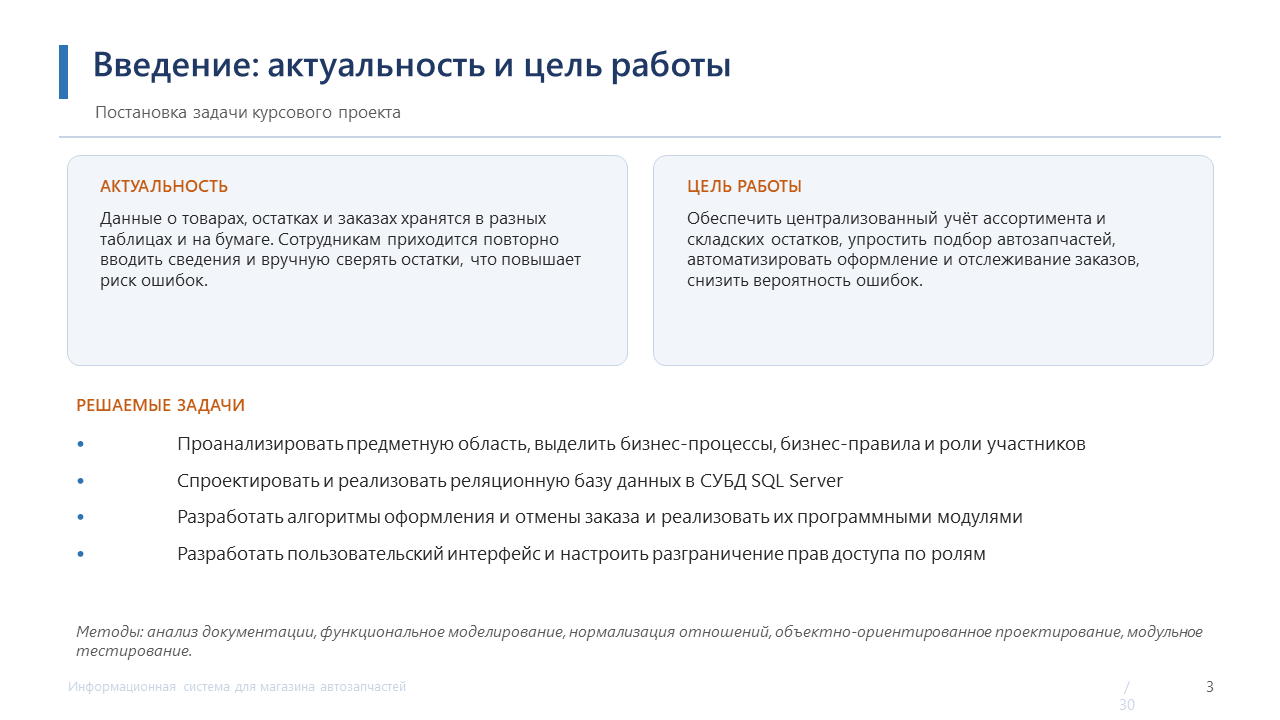 Введение: актуальность и цель работы
Постановка задачи курсового проекта
АКТУАЛЬНОСТЬ
Данные о товарах, остатках и заказах хранятся в разных
таблицах и на бумаге. Сотрудникам приходится повторно
вводить сведения и вручную сверять остатки, что повышает
риск ошибок.
ЦЕЛЬ РАБОТЫ
Обеспечить централизованный учёт ассортимента и
складских остатков, упростить подбор автозапчастей,
автоматизировать оформление и отслеживание заказов,
снизить вероятность ошибок.
РЕШАЕМЫЕ ЗАДАЧИ
• Проанализировать предметную область, выделить бизнес-процессы, бизнес-правила и роли участников
• Спроектировать и реализовать реляционную базу данных в СУБД SQL Server
• Разработать алгоритмы оформления и отмены заказа и реализовать их программными модулями
• Разработать пользовательский интерфейс и настроить разграничение прав доступа по ролям
Методы: анализ документации, функциональное моделирование, нормализация отношений, объектно-ориентированное проектирование, модульное
тестирование.
Информационная система для магазина автозапчастей
/
30
3